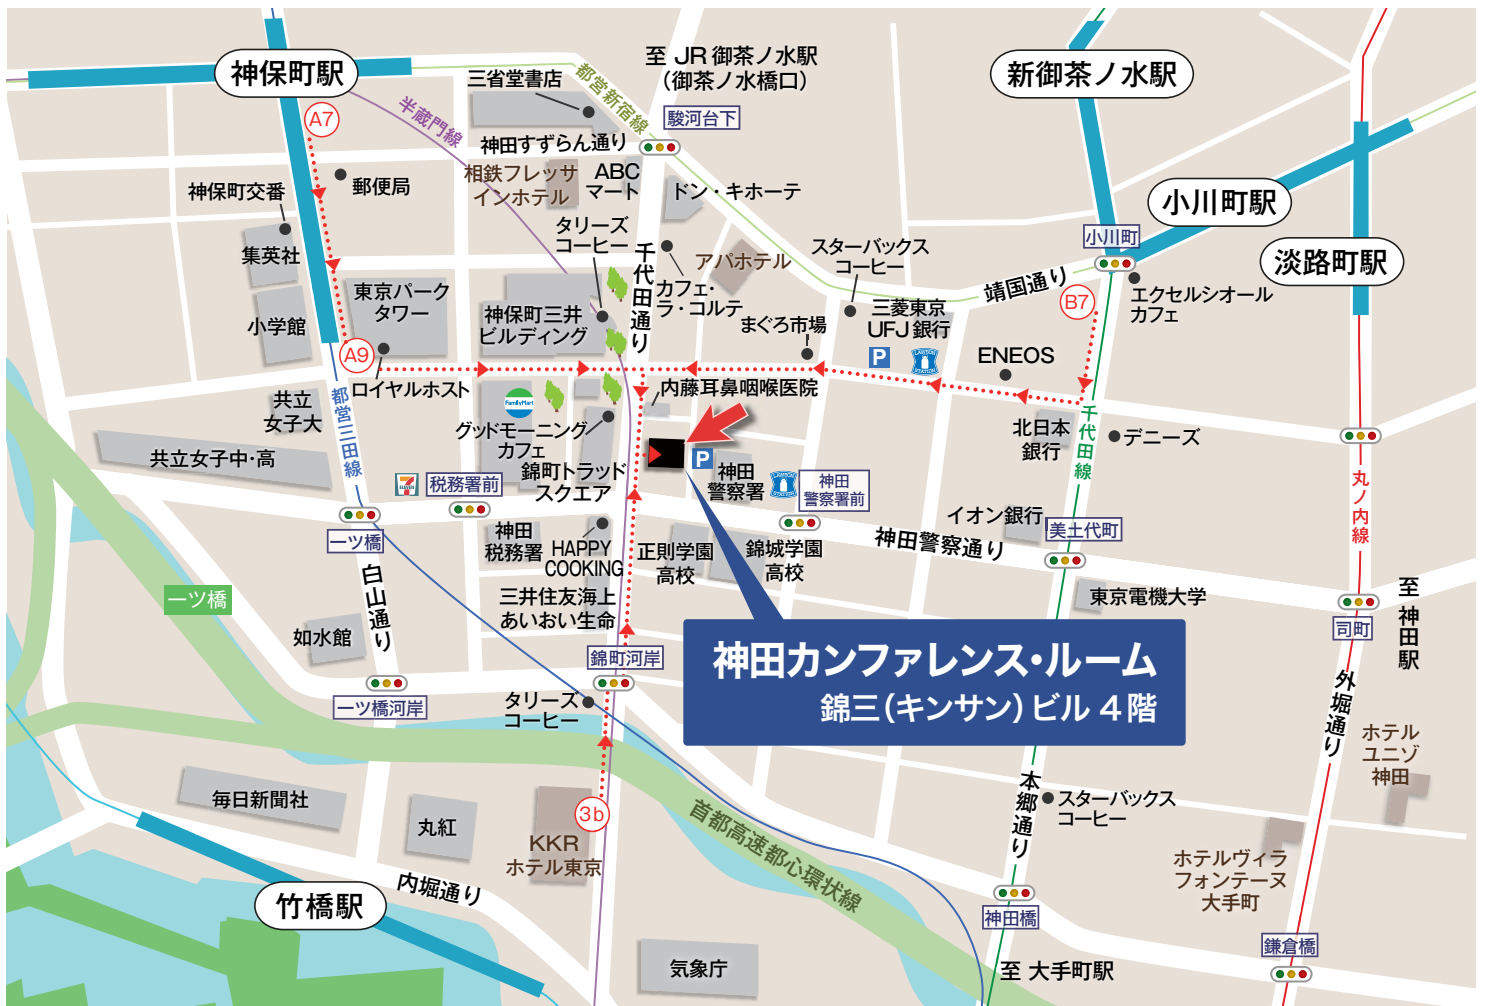 至 JR 御茶ノ水駅
（御茶ノ水橋口）
神保町駅
新御茶ノ水駅
三省堂書店
都営新宿線
半蔵門線
A7
駿河台下
神田すずらん通り
相鉄フレッサ
インホテル
ABC
マート
郵便局
神保町交番
ドン・キホーテ
小川町駅
淡路町駅
小川町
タリーズ
コーヒー
千代田通り
集英社
アパホテル
スターバックス
コーヒー
靖国通り
エクセルシオール
カフェ
B7
東京パーク
タワー
カフェ・
ラ・コルテ
小学館
神保町三井
ビルディング
まぐろ市場
三菱東京
UFJ 銀行
P
LAWSON
STATION
ENEOS
A9
ロイヤルホスト
内藤耳鼻咽喉医院
共立
女子大
都営三田線
FamilyMart
グッドモーニング
カフェ
北日本
銀行
千代田線
デニーズ
共立女子中・高
錦町トラッド
スクエア
P
神田
警察署
LAWSON
STATION
神田
警察署前
丸ノ内線
7
ELEVEN
税務署前
一ツ橋
神田
税務署
HAPPY
COOKING
正則学園
高校
錦城学園
高校
神田警察通り
イオン銀行
美土代町
東京電機大学
至 神田駅
一ツ橋
白山通り
三井住友海上
あいおい生命
司町
如水館
錦町河岸
神田カンファレンス・ルーム
錦三（キンサン）ビル 4 階
外堀通り
一ツ橋河岸
タリーズ
コーヒー
ホテル
ユニゾ
神田
毎日新聞社
丸紅
3b
KKR
ホテル東京
首都高速都心環状線
本郷通り
スターバックス
コーヒー
ホテルヴィラ
フォンテーヌ
大手町
内堀通り
竹橋駅
神田橋
鎌倉橋
気象庁
至 大手町駅